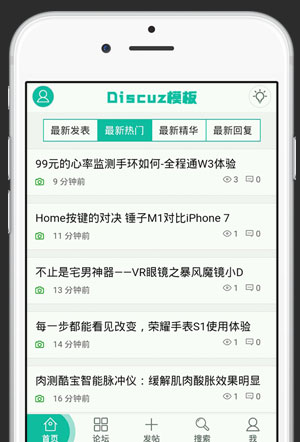 Discuz模板
最新发表 最新热门 最新精华 最新回复
99元的心率监测手环如何-全程通W3体验
9 分钟前 3 0
Home按键的对决 锤子M1对比iPhone 7
11 分钟前 1 0
不止是宅男神器——VR眼镜之暴风魔镜小D
13 分钟前 1 0
每一步都能看见改变，荣耀手表S1使用体验
14 分钟前 1 0
肉测酷宝智能脉冲仪：缓解肌肉酸胀效果明显
16 分钟前 1 0
首页 论坛 发帖 搜索 我